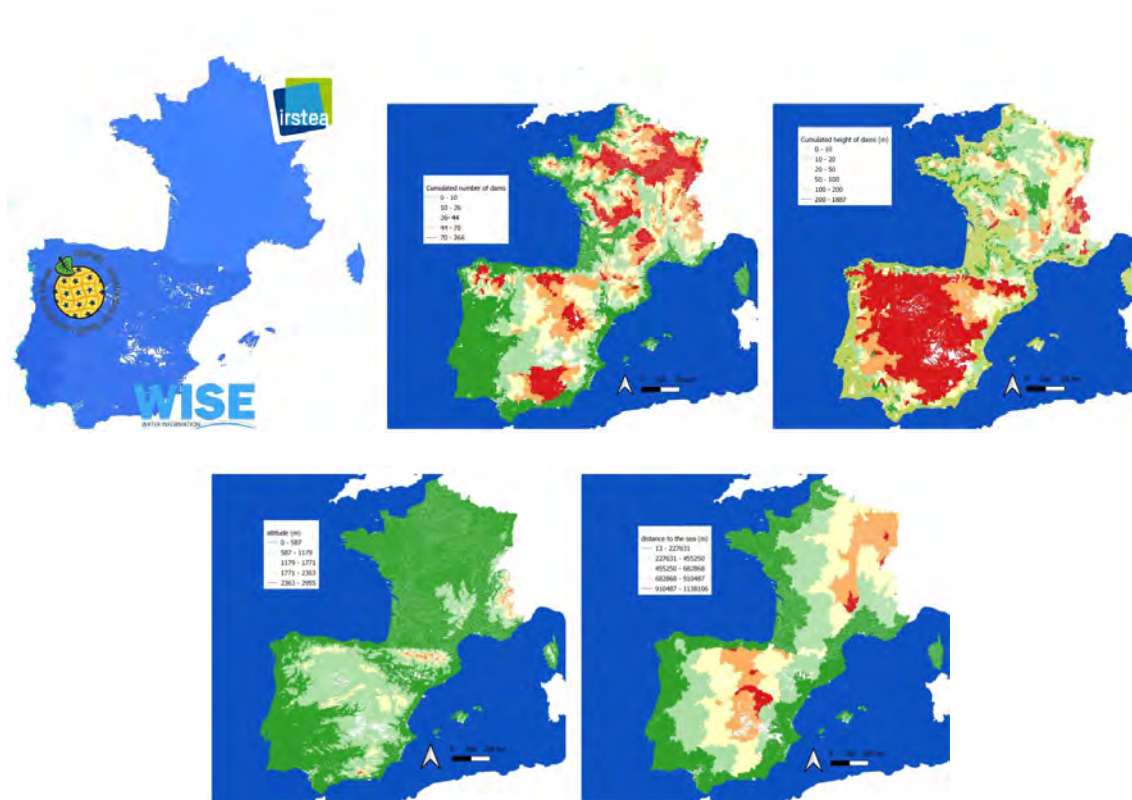 irstea
WISE
WATER INFORMATION
Cumulated number of dams
0 - 10
10 - 26
26- 44
44 - 70
70 - 266
Cumulated height of dams (m)
0 - 10
10 - 20
20 - 50
50 - 100
100 - 200
200 - 1887
altitude (m)
0 - 587
587 - 1179
1179 - 1771
1771 - 2363
2363 - 2955
distance to the sea (m)
13 - 227631
227631 - 455250
455250 - 682868
682868 - 910487
910487 - 1138106